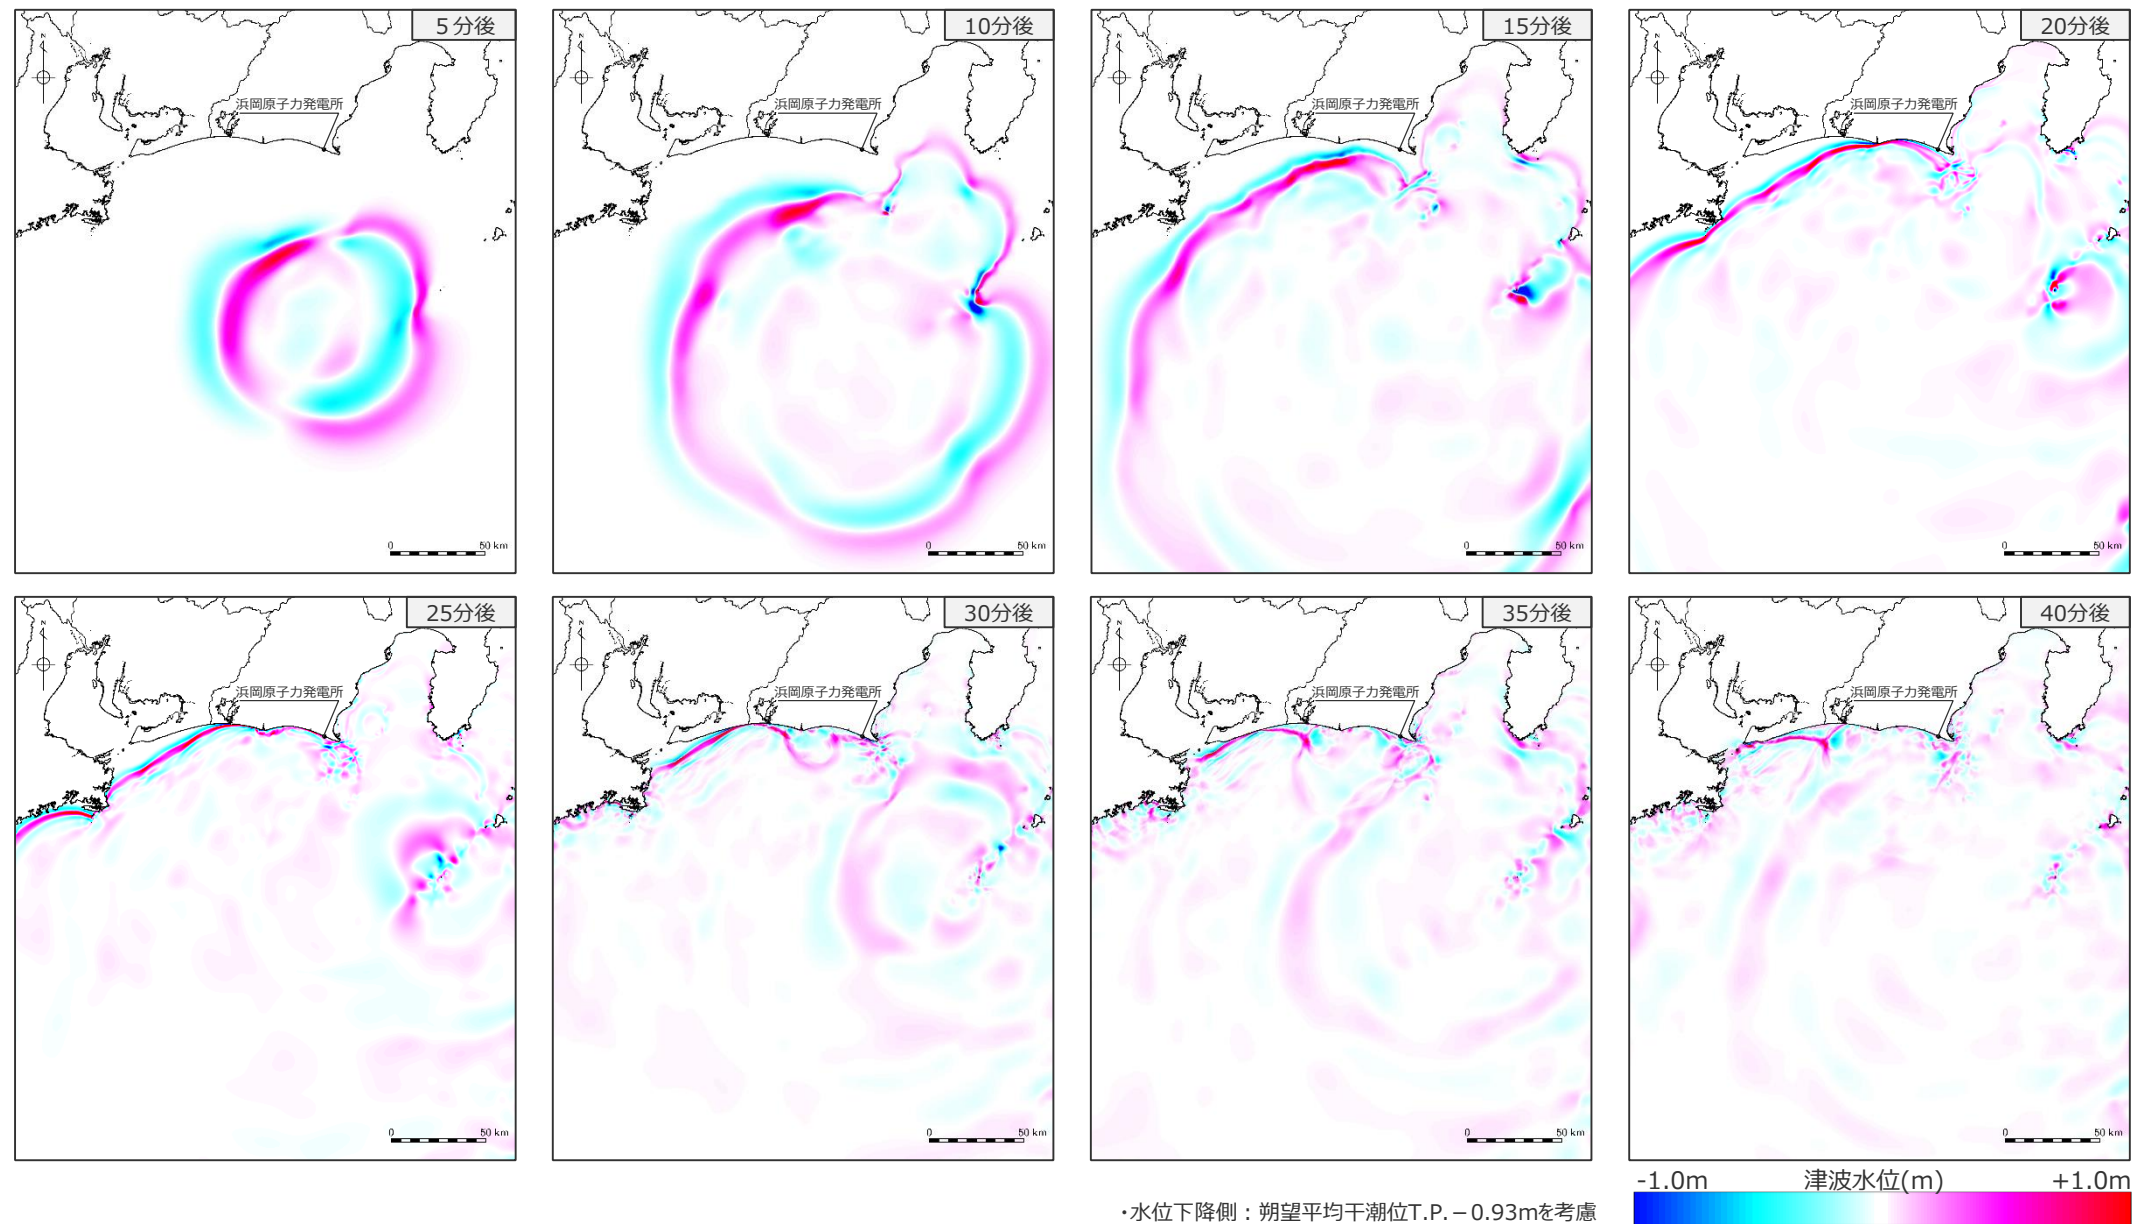 5分後
N
浜岡原子力発電所
0 50 km
10分後
N
浜岡原子力発電所
0 50 km
15分後
N
浜岡原子力発電所
0 50 km
20分後
N
浜岡原子力発電所
0 50 km
25分後
N
浜岡原子力発電所
0 50 km
30分後
N
浜岡原子力発電所
0 50 km
35分後
N
浜岡原子力発電所
0 50 km
40分後
N
浜岡原子力発電所
0 50 km
-1.0m 津波水位(m) +1.0m
・水位下降側：朔望平均干潮位T.P.－0.93mを考慮